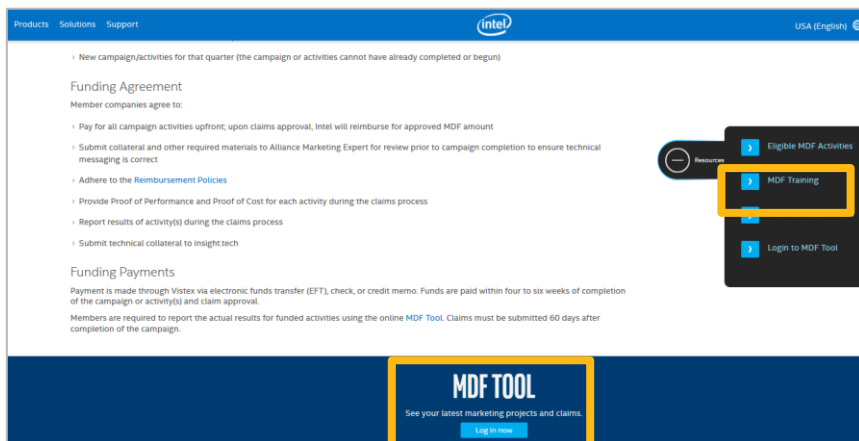 Products Solutions Support
intel
USA (English)
› New campaign/activities for that quarter (the campaign or activities cannot have already completed or begun)
Funding Agreement
Member companies agree to:
› Pay for all campaign activities upfront; upon claims approval, Intel will reimburse for approved MDF amount
› Submit collateral and other required materials to Alliance Marketing Expert for review prior to campaign completion to ensure technical
messaging is correct
› Adhere to the Reimbursement Policies
› Provide Proof of Performance and Proof of Cost for each activity during the claims process
› Report results of activity(s) during the claims process
› Submit technical collateral to insight.tech
Funding Payments
Payment is made through Vistex via electronic funds transfer (EFT), check, or credit memo. Funds are paid within four to six weeks of completion
of the campaign or activity(s) and claim approval.
Members are required to report the actual results for funded activities using the online MDF Tool. Claims must be submitted 60 days after
completion of the campaign.
Resources
Eligible MDF Activities
MDF Training
Login to MDF Tool
MDF TOOL
See your latest marketing projects and claims.
Log in now